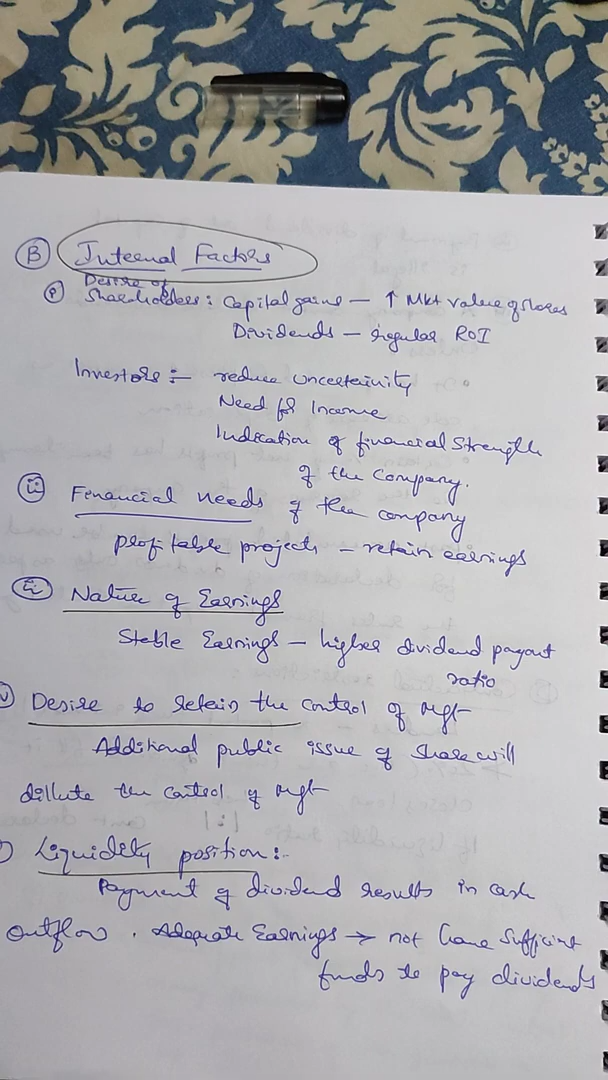 B Internal Factors
Desire of
(i) Shareholders: Capital gains — ↑ Mkt value of shares
Dividends — regular ROI
Investors:- reduce uncertainity
Need for Income
Indication of financial Strength
of the Company.
(ii) Financial needs of the company
profitable projects – retain earnings
(iii) Nature of Earnings
Stable Earnings – higher dividend payout
ratio
Desire to retain the control of mgt
Additional public issue of share will
dillute the control of mgt
Liquidity position:-
Payment of dividend results in cash
outflow. Adequate Earnings → not have sufficient
funds to pay dividends